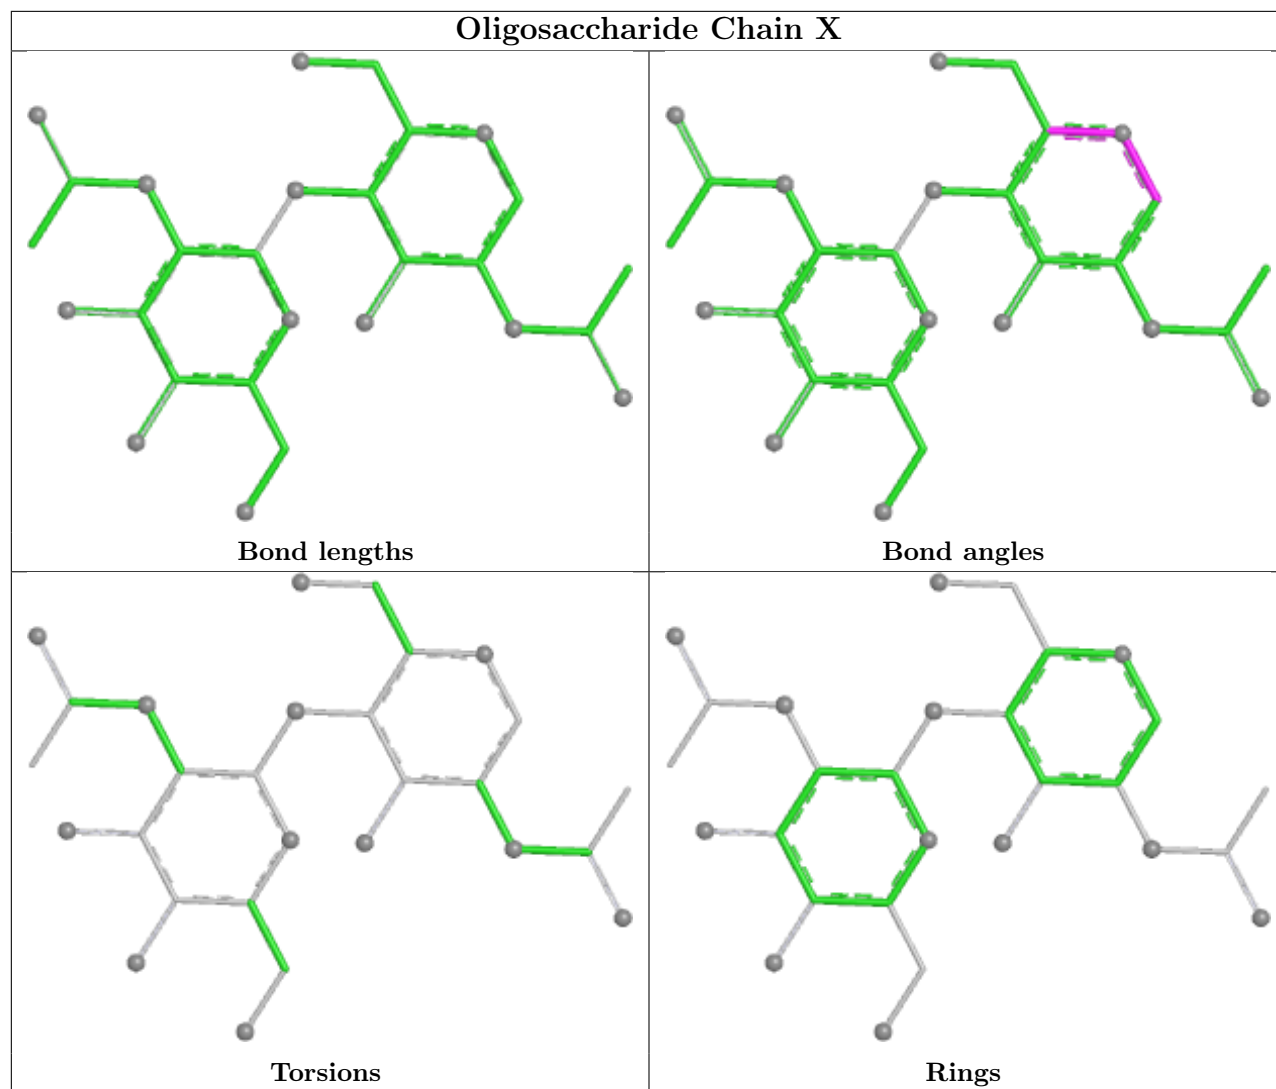 Oligosaccharide Chain X
Bond lengths
Bond angles
Torsions
Rings